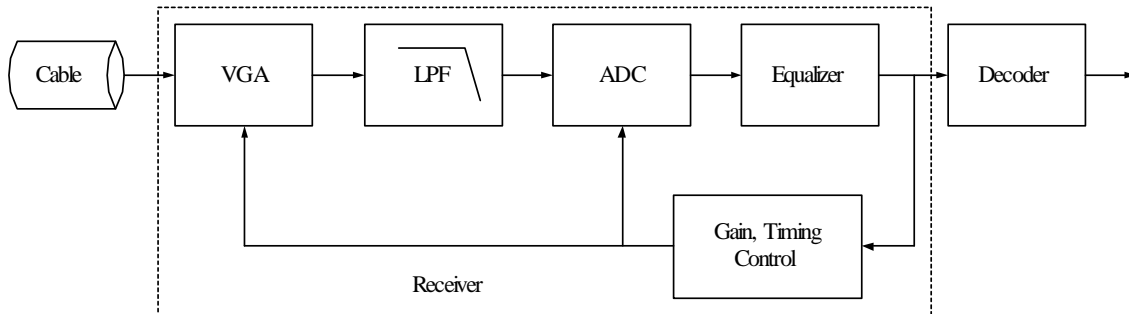 Cable
VGA
LPF
ADC
Equalizer
Decoder
Gain, Timing
Control
Receiver